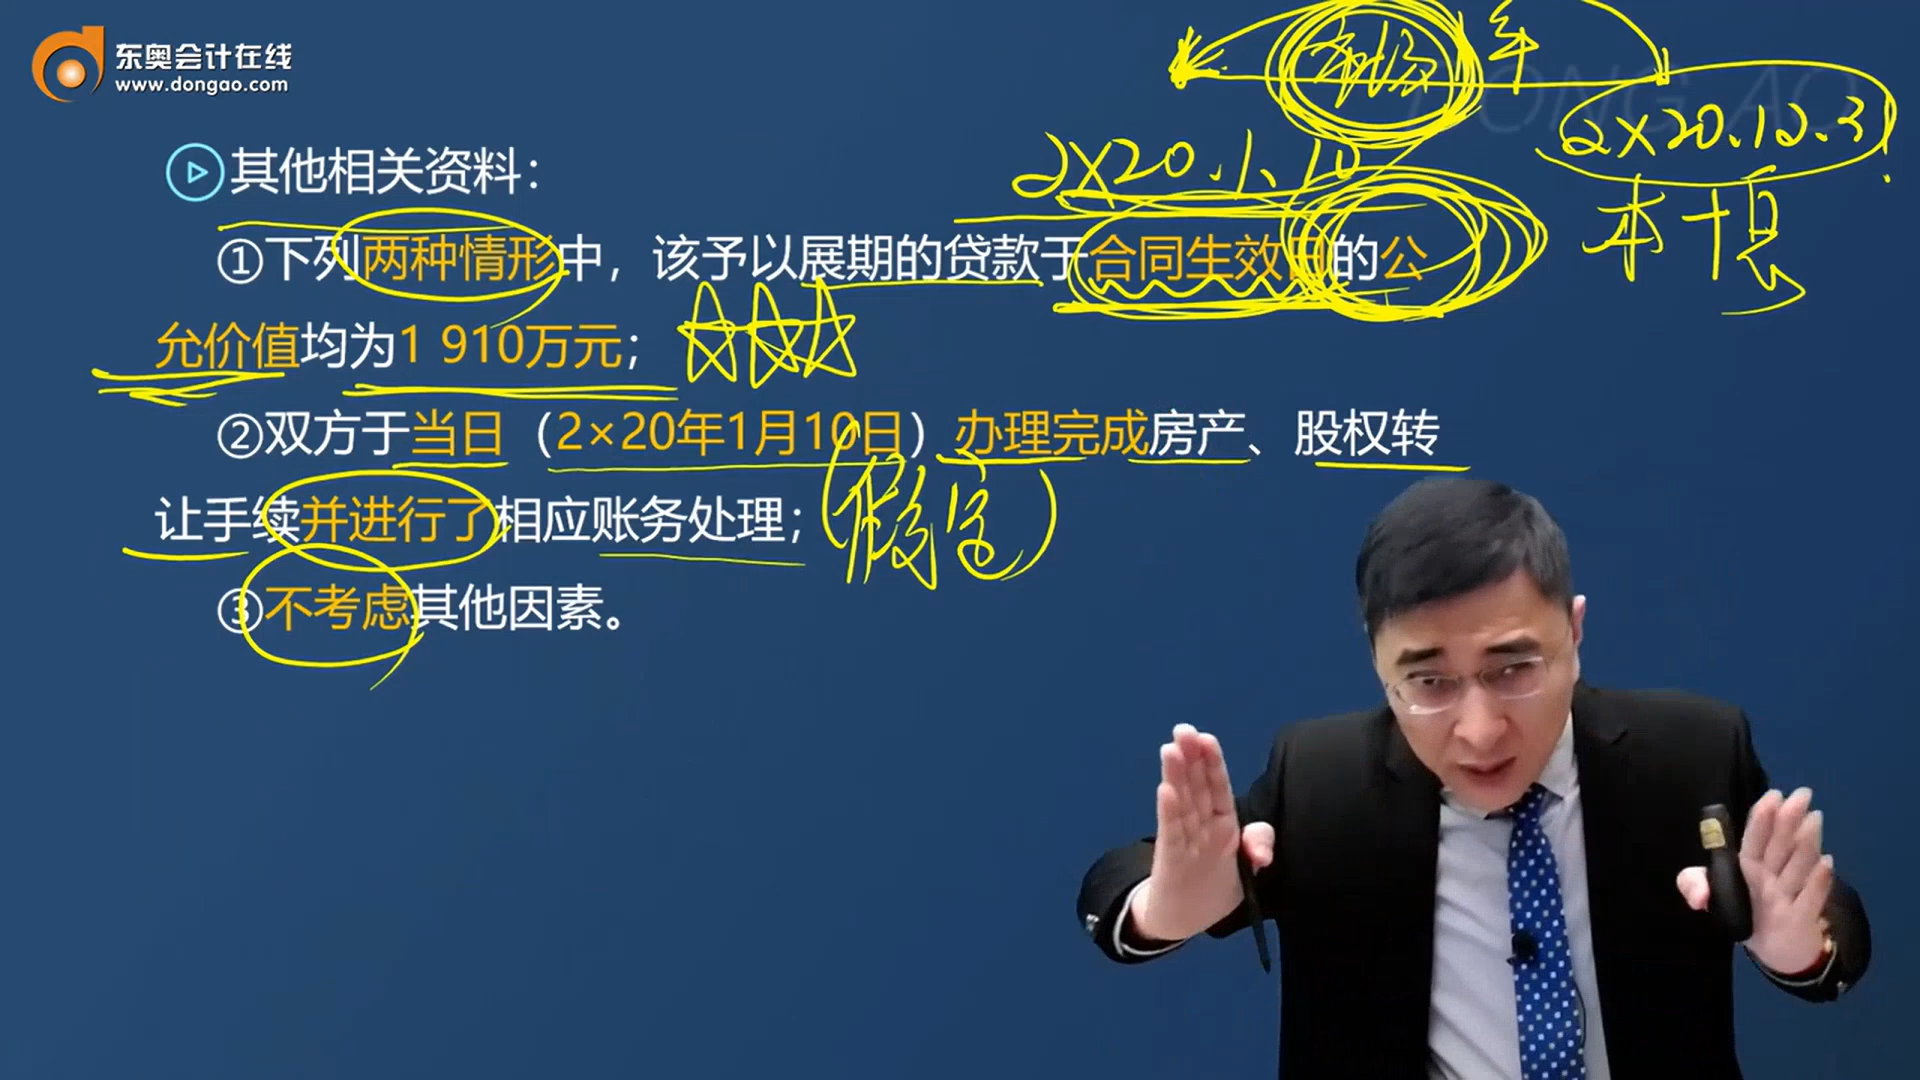 东奥会计在线
www.dongao.com
年
2×20.12.31
2×20.1.10
本+息
其他相关资料：
①下列两种情形中，该予以展期的贷款于合同生效日的公
允价值均为1 910万元；
②双方于当日（2×20年1月10日）办理完成房产、股权转
让手续并进行了相应账务处理；
（假定）
③不考虑其他因素。